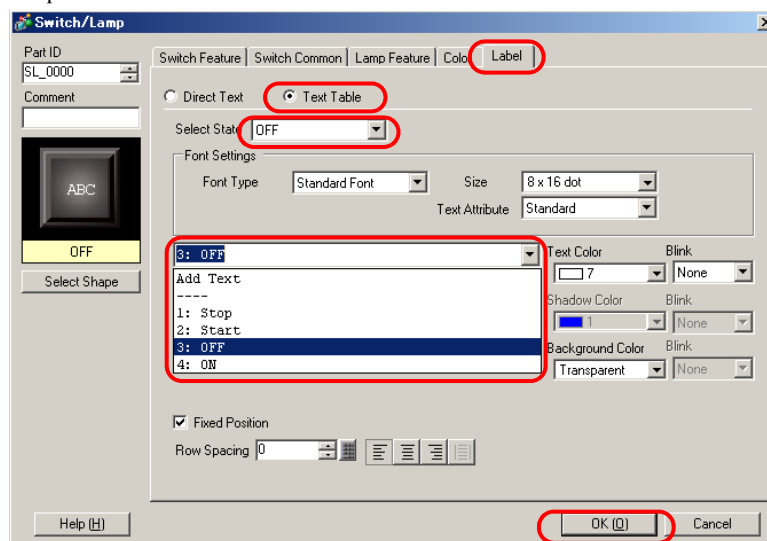 Switch/Lamp
Part ID
SL_0000
Comment
ABC
OFF
Select Shape
Switch Feature Switch Common Lamp Feature Colo Label
Direct Text Text Table
Select State OFF
Font Settings
Font Type Standard Font Size 8 x 16 dot
Text Attribute Standard
3: OFF
Add Text
----
1: Stop
2: Start
3: OFF
4: ON
Text Color Blink
7 None
Shadow Color Blink
1 None
Background Color Blink
Transparent None
Fixed Position
Row Spacing 0
Help (H) OK (O) Cancel